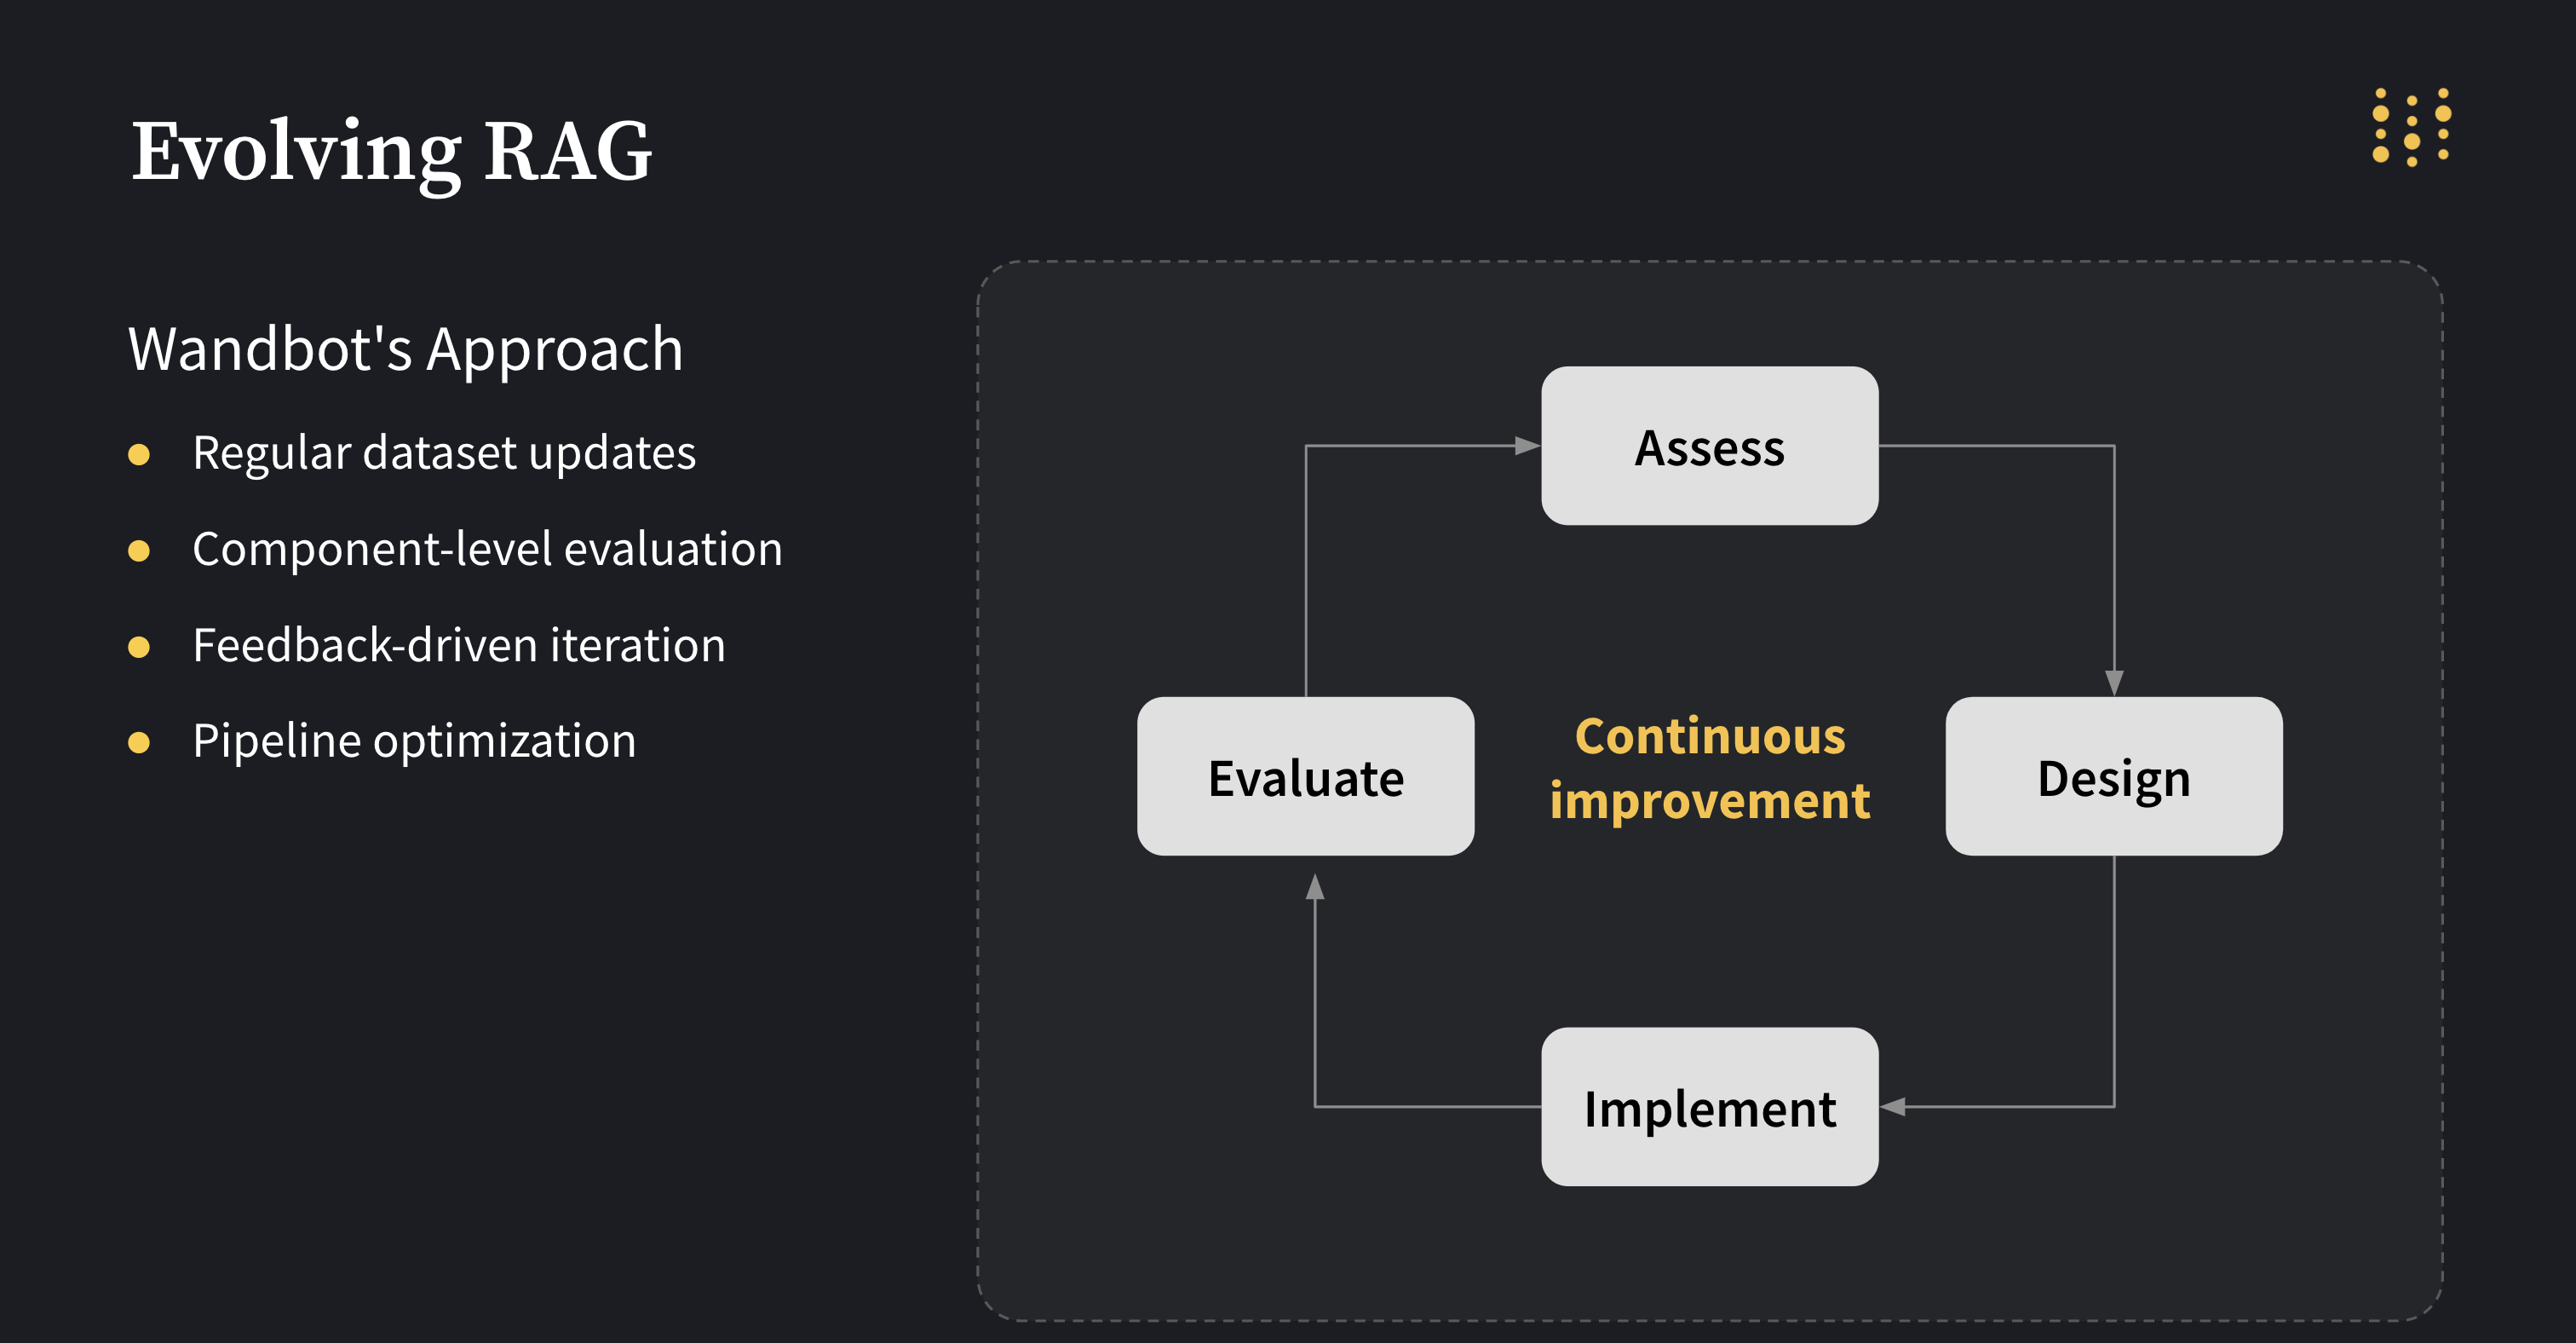 Evolving RAG
Wandbot's Approach
Regular dataset updates
Component-level evaluation
Feedback-driven iteration
Pipeline optimization
Assess
Evaluate
Continuous
improvement
Design
Implement